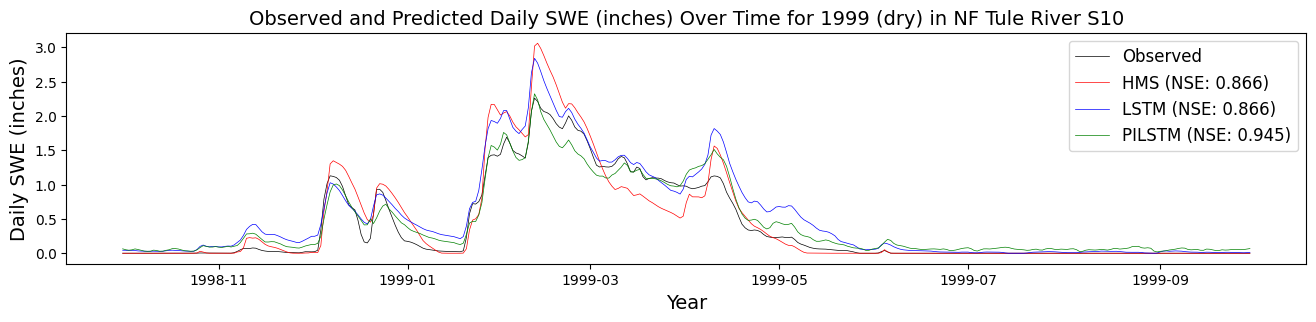 Observed and Predicted Daily SWE (inches) Over Time for 1999 (dry) in NF Tule River S10
Daily SWE (inches)
3.0
2.5
2.0
1.5
1.0
0.5
0.0
Observed
HMS (NSE: 0.866)
LSTM (NSE: 0.866)
PILSTM (NSE: 0.945)
1998-11 1999-01 1999-03 1999-05 1999-07 1999-09
Year